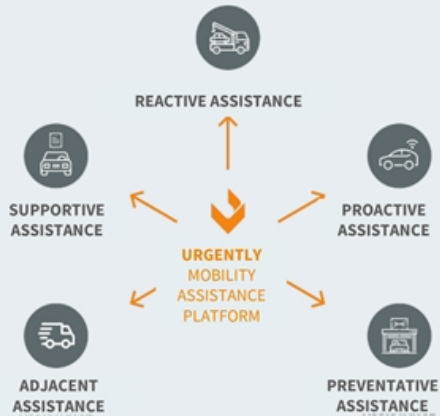 REACTIVE ASSISTANCE
SUPPORTIVE
ASSISTANCE
PROACTIVE
ASSISTANCE
URGENTLY
MOBILITY
ASSISTANCE
PLATFORM
ADJACENT
ASSISTANCE
PREVENTATIVE
ASSISTANCE